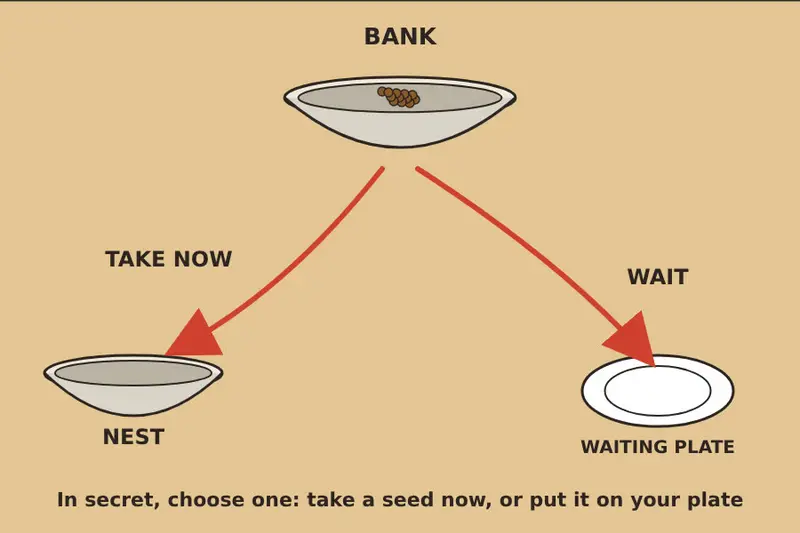 BANK
TAKE NOW
WAIT
NEST
WAITING PLATE
In secret, choose one: take a seed now, or put it on your plate